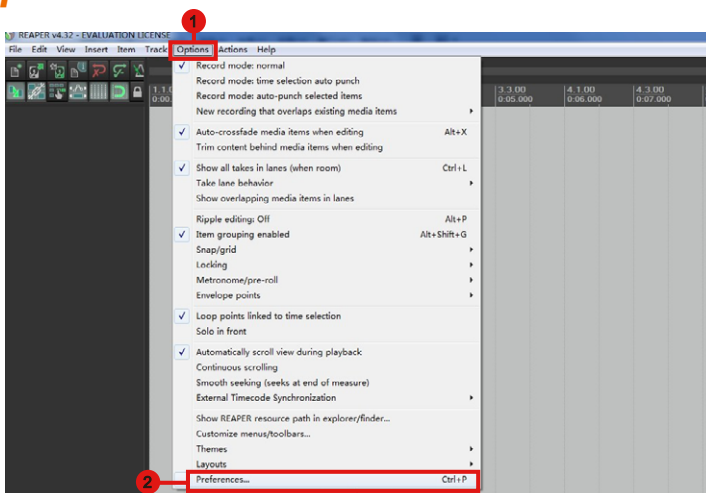 1
REAPER v4.32 - EVALUATION LICENSE
File Edit View Insert Item Track Options Actions Help
Record mode: normal
Record mode: time selection auto punch
Record mode: auto-punch selected items
3.3.00 4.1.00 4.3.00
0:05.000 0:06.000 0:07.000
New recording that overlaps existing media items
Auto-crossfade media items when editing Alt+X
Trim content behind media items when editing
Show all takes in lanes (when room) Ctrl+L
Take lane behavior
Show overlapping media items in lanes
Ripple editing: Off Alt+P
Item grouping enabled Alt+Shift+G
Snap/grid
Locking
Metronome/pre-roll
Envelope points
Loop points linked to time selection
Solo in front
Automatically scroll view during playback
Continuous scrolling
Smooth seeking (seeks at end of measure)
External Timecode Synchronization
Show REAPER resource path in explorer/finder...
Customize menus/toolbars...
Themes
Layouts
2 Preferences... Ctrl+P